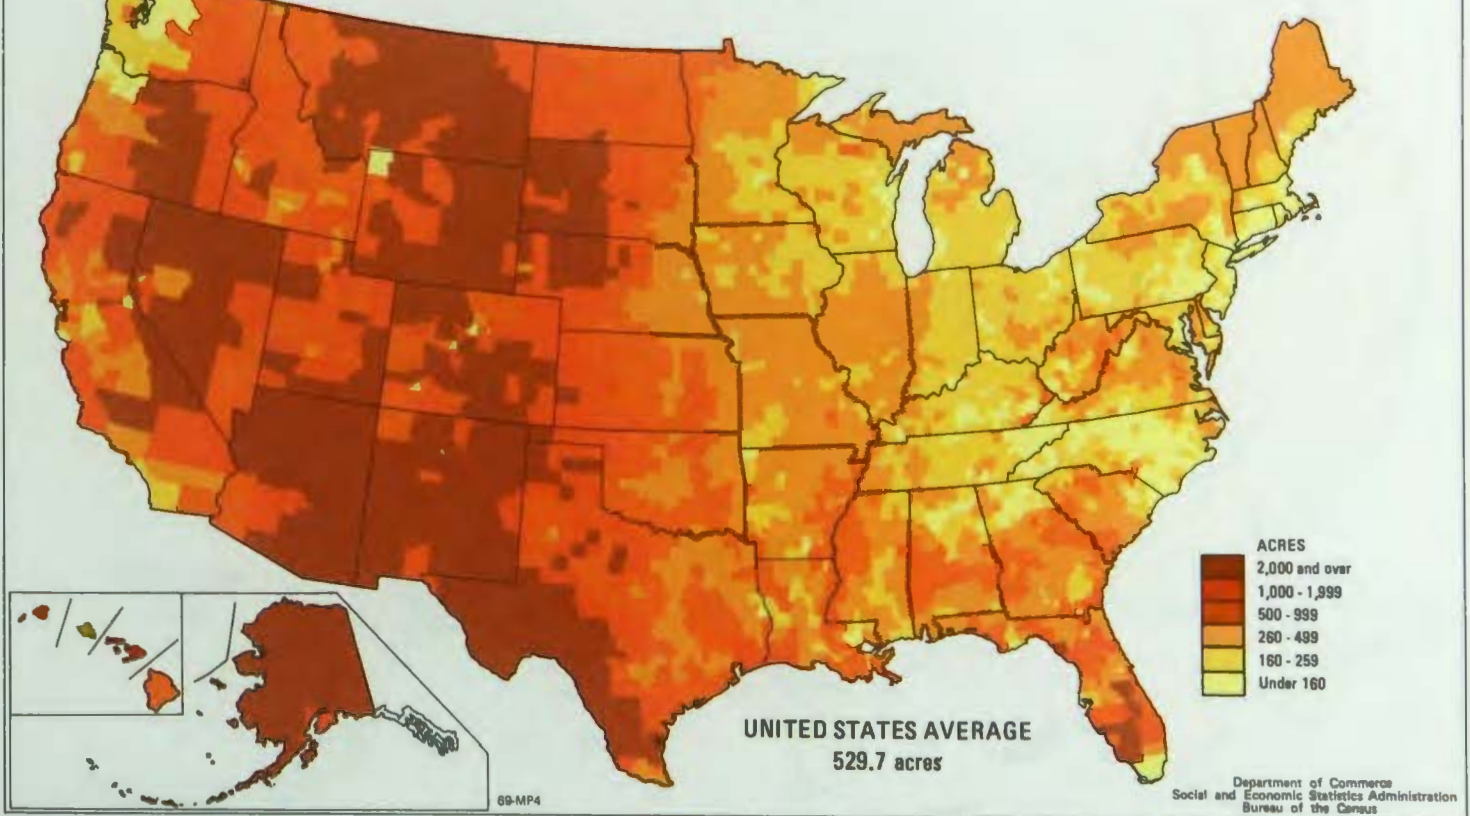 ACRES
2,000 and over
1,000 - 1,999
500 - 999
260 - 499
160 - 259
Under 160
UNITED STATES AVERAGE
529.7 acres
69-MP4
Department of Commerce
Social and Economic Statistics Administration
Bureau of the Census